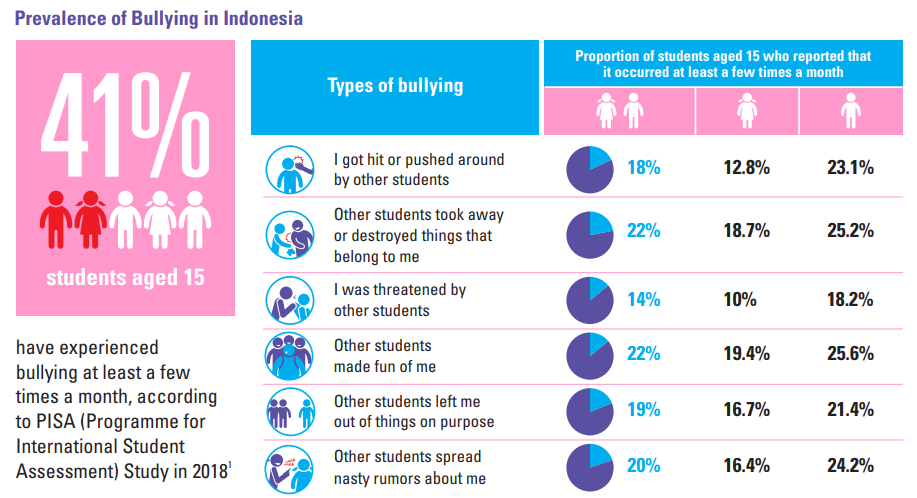 Prevalence of Bullying in Indonesia
41%
students aged 15
have experienced
bullying at least a few
times a month, according
to PISA (Programme for
International Student
Assessment) Study in 2018¹
Types of bullying
Proportion of students aged 15 who reported that
it occurred at least a few times a month
I got hit or pushed around
by other students
18% 12.8% 23.1%
Other students took away
or destroyed things that
belong to me
22% 18.7% 25.2%
I was threatened by
other students
14% 10% 18.2%
Other students
made fun of me
22% 19.4% 25.6%
Other students left me
out of things on purpose
19% 16.7% 21.4%
Other students spread
nasty rumors about me
20% 16.4% 24.2%